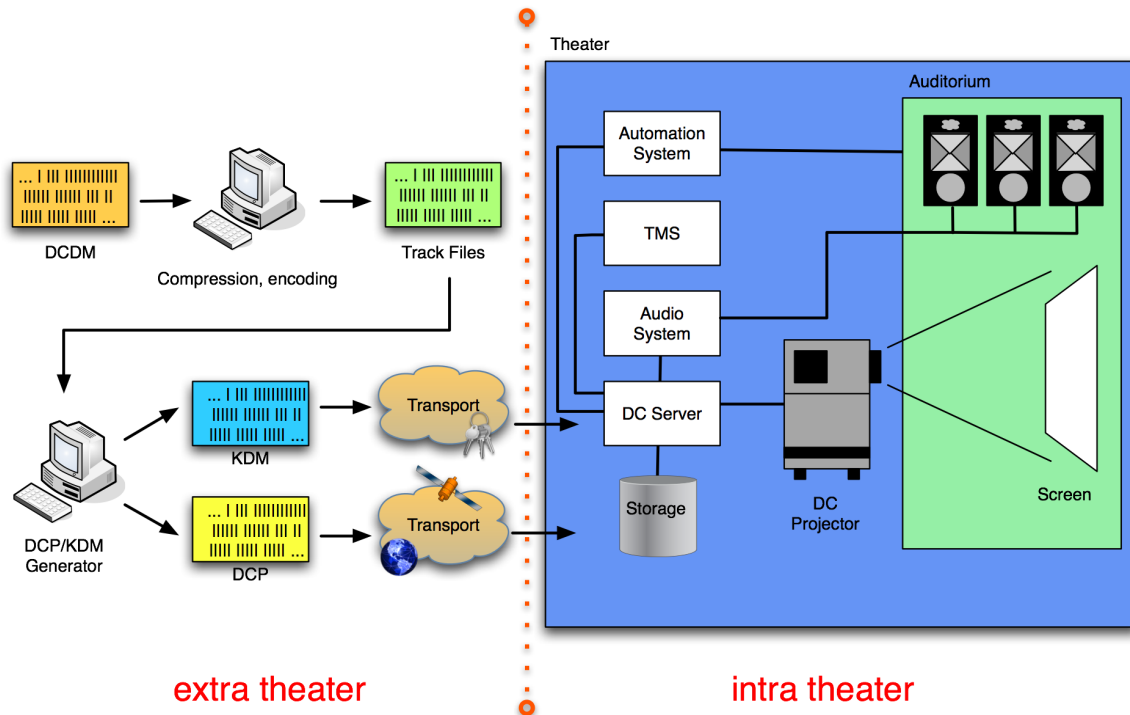 Theater
Auditorium
Automation
System
TMS
Audio
System
DC Server
Storage
DC
Projector
Screen
... | ||| |||||||||||
|||||| |||||| ||| ||
||||| ||||| ||||| ...
DCDM
Compression, encoding
... | ||| |||||||||||
|||||| |||||| ||| ||
||||| ||||| ||||| ...
Track Files
DCP/KDM
Generator
... | ||| |||||||||||
|||||| |||||| ||| ||
||||| ||||| ||||| ...
KDM
Transport
... | ||| |||||||||||
|||||| |||||| ||| ||
||||| ||||| ||||| ...
DCP
Transport
extra theater
intra theater